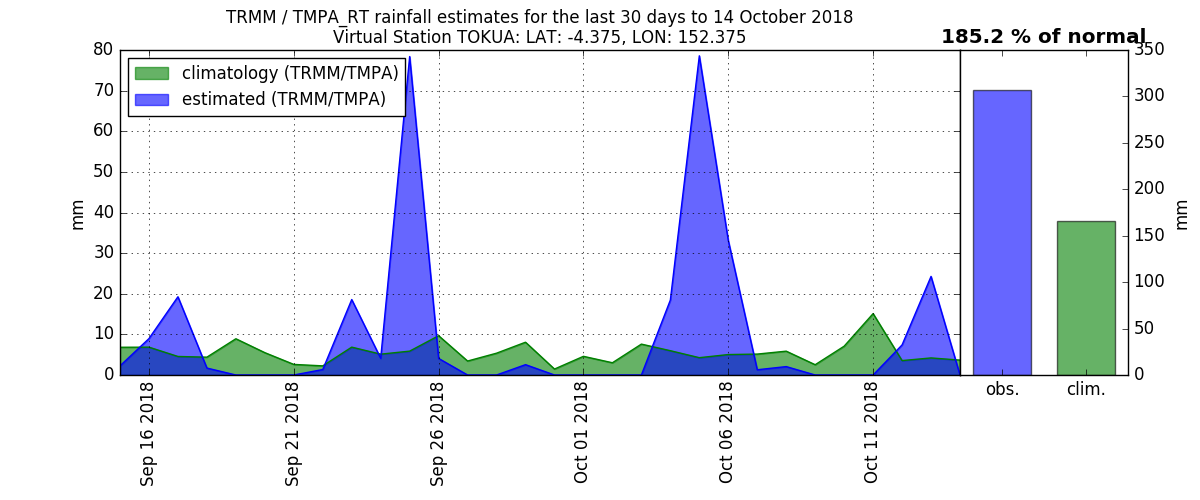 TRMM / TMPA_RT rainfall estimates for the last 30 days to 14 October 2018
Virtual Station TOKUA: LAT: -4.375, LON: 152.375
185.2 % of normal
climatology (TRMM/TMPA)
estimated (TRMM/TMPA)
mm
80
70
60
50
40
30
20
10
0
Sep 16 2018
Sep 21 2018
Sep 26 2018
Oct 01 2018
Oct 06 2018
Oct 11 2018
obs.
clim.
350
300
250
200
150
100
50
0
mm